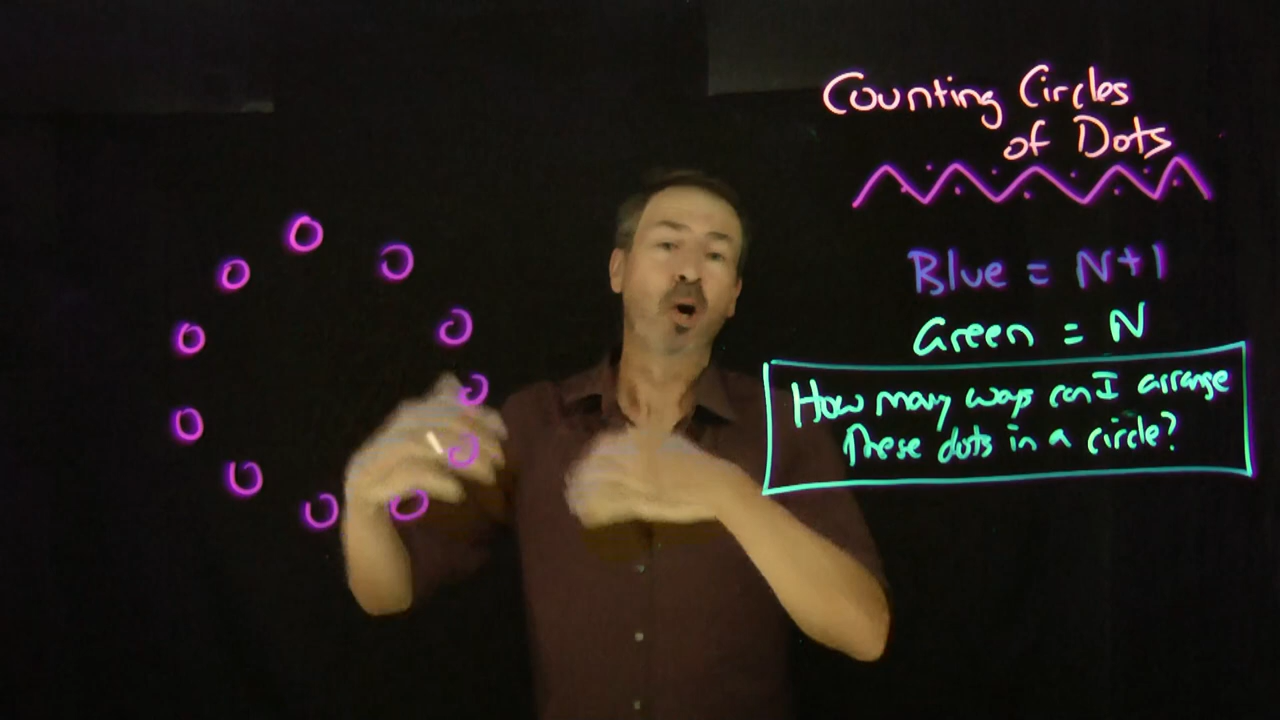 Counting Circles
of Dots
Blue = N+1
Green = N
How many ways can I arrange
these dots in a circle?